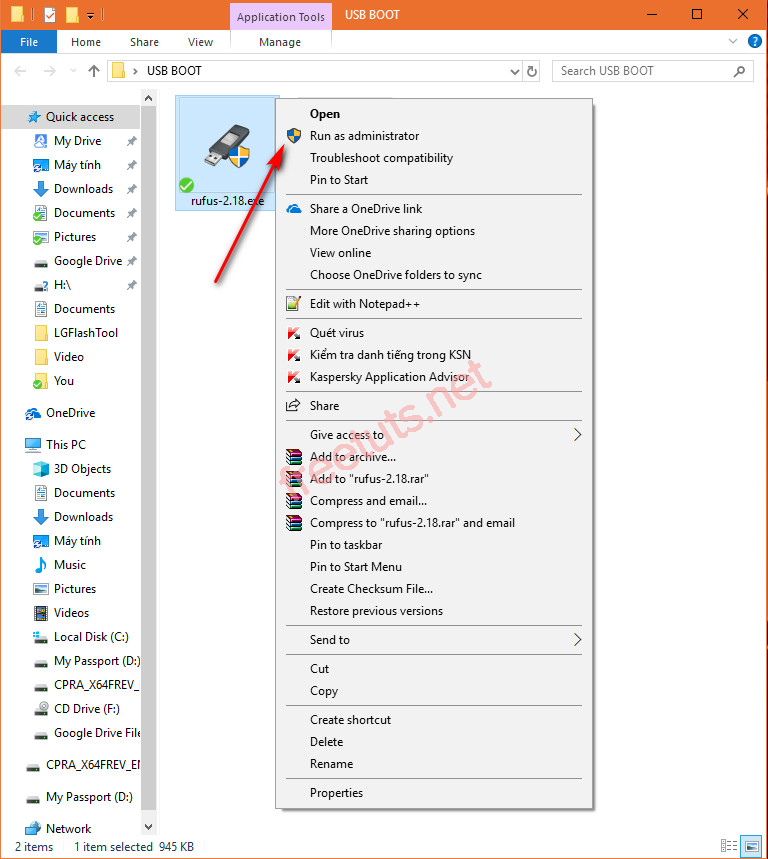 Application Tools
USB BOOT
File
Home
Share
View
Manage
USB BOOT
Search USB BOOT
Quick access
My Drive
Máy tính
Downloads
Documents
Pictures
Google Drive
H:\
Documents
LGFlashTool
Video
You
OneDrive
This PC
3D Objects
Documents
Downloads
Máy tính
Music
Pictures
Videos
Local Disk (C:)
My Passport (D:)
CPRA_X64FREV_
CD Drive (F:)
Google Drive File
CPRA_X64FREV_EN
My Passport (D:)
Network
rufus-2.18.exe
Open
Run as administrator
Troubleshoot compatibility
Pin to Start
Share a OneDrive link
More OneDrive sharing options
View online
Choose OneDrive folders to sync
Edit with Notepad++
Quét virus
Kiểm tra danh tiếng trong KSN
Kaspersky Application Advisor
Share
Give access to
Add to archive...
Add to "rufus-2.18.rar"
Compress and email...
Compress to "rufus-2.18.rar" and email
Pin to taskbar
Pin to Start Menu
Create Checksum File...
Restore previous versions
Send to
Cut
Copy
Create shortcut
Delete
Rename
Properties
freetuts.net
2 items
1 item selected 945 KB